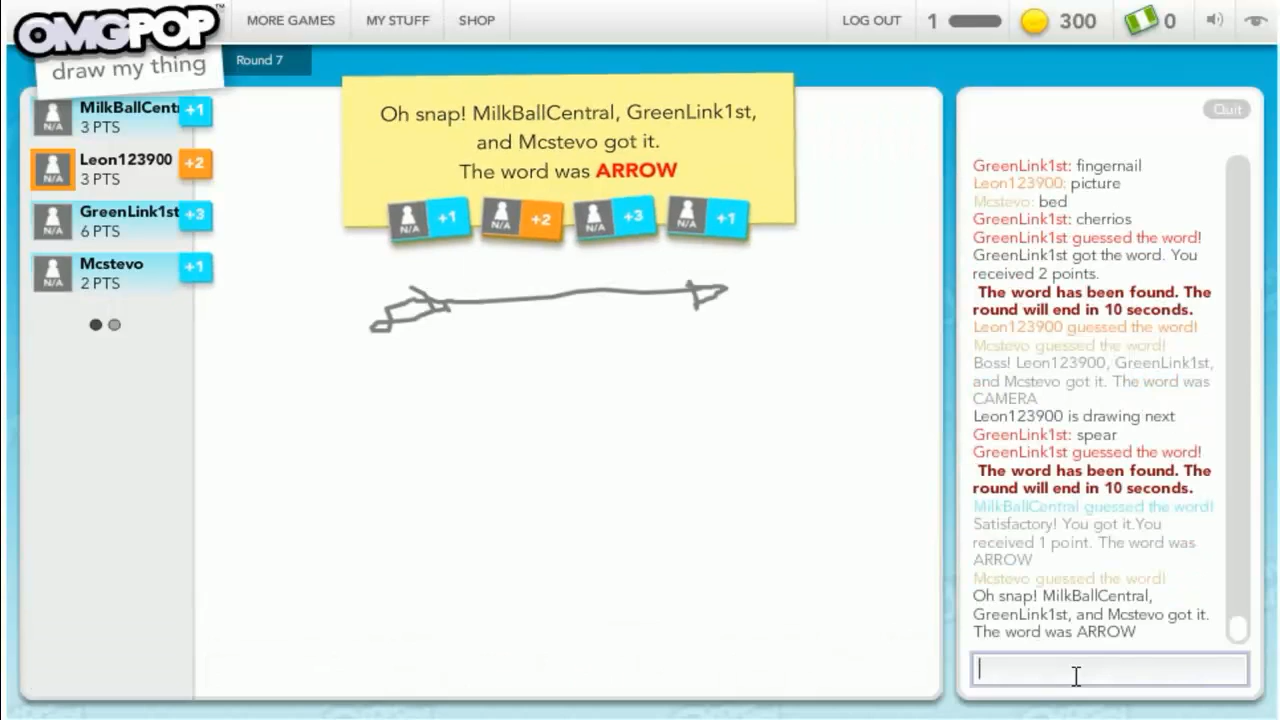 OMGPOP™
MORE GAMES
MY STUFF
SHOP
LOG OUT
1
300
0
draw my thing
Round 7
MilkBallCent
3 PTS
+1
N/A
Leon123900
3 PTS
+2
N/A
GreenLink1st
6 PTS
+3
N/A
Mcstevo
2 PTS
+1
N/A
Oh snap! MilkBallCentral, GreenLink1st,
and Mcstevo got it.
The word was ARROW
N/A +1
N/A +2
N/A +3
N/A +1
Quit
GreenLink1st: fingernail
Leon123900: picture
Mcstevo: bed
GreenLink1st: cherrios
GreenLink1st guessed the word!
GreenLink1st got the word. You
received 2 points.
The word has been found. The
round will end in 10 seconds.
Leon123900 guessed the word!
Mcstevo guessed the word!
Boss! Leon123900, GreenLink1st,
and Mcstevo got it. The word was
CAMERA
Leon123900 is drawing next
GreenLink1st: spear
GreenLink1st guessed the word!
The word has been found. The
round will end in 10 seconds.
MilkBallCentral guessed the word!
Satisfactory! You got it.You
received 1 point. The word was
ARROW
Mcstevo guessed the word!
Oh snap! MilkBallCentral,
GreenLink1st, and Mcstevo got it.
The word was ARROW